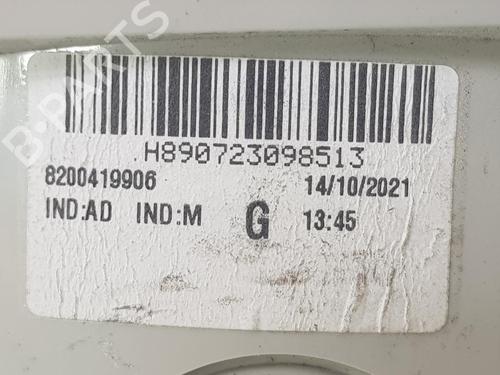 B-PARTS
H890723098513
8200419906 14/10/2021
IND:AD IND:M G 13:45